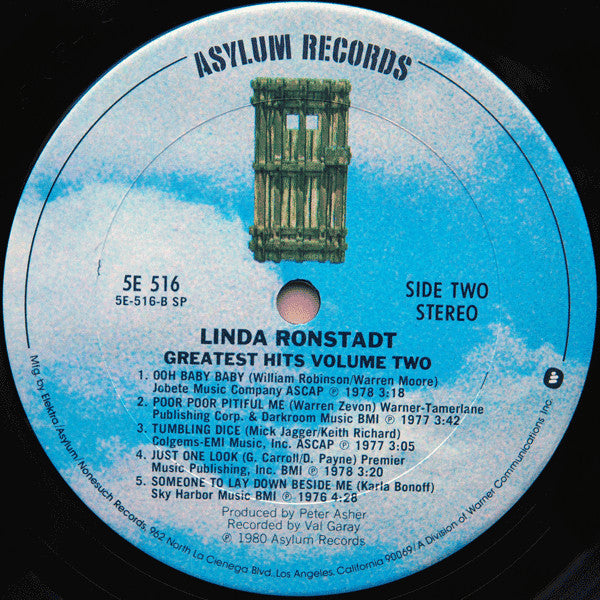 ASYLUM RECORDS
5E 516
5E-516-B SP
SIDE TWO
STEREO
LINDA RONSTADT
GREATEST HITS VOLUME TWO
1. OOH BABY BABY (William Robinson/Warren Moore)
Jobete Music Company ASCAP ℗ 1978 3:18
2. POOR POOR PITIFUL ME (Warren Zevon) Warner-Tamerlane
Publishing Corp. & Darkroom Music BMI ℗ 1977 3:42
3. TUMBLING DICE (Mick Jagger/Keith Richard)
Colgems-EMI Music, Inc. ASCAP ℗ 1977 3:05
4. JUST ONE LOOK (G. Carroll/D. Payne) Premier
Music Publishing, Inc. BMI ℗ 1978 3:20
5. SOMEONE TO LAY DOWN BESIDE ME (Karla Bonoff)
Sky Harbor Music BMI ℗ 1976 4:28
Produced by Peter Asher
Recorded by Val Garay
℗ 1980 Asylum Records
Mfg. by Elektra/Asylum/Nonesuch Records, 962 North La Cienega Blvd., Los Angeles, California 90069/A Division of Warner Communications Inc.